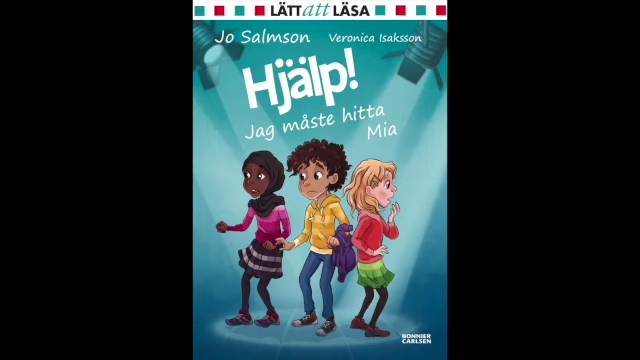 LÄTT att LÄSA
Jo Salmson Veronica Isaksson
Hjälp!
Jag måste hitta
Mia
BONNIER
CARLSEN